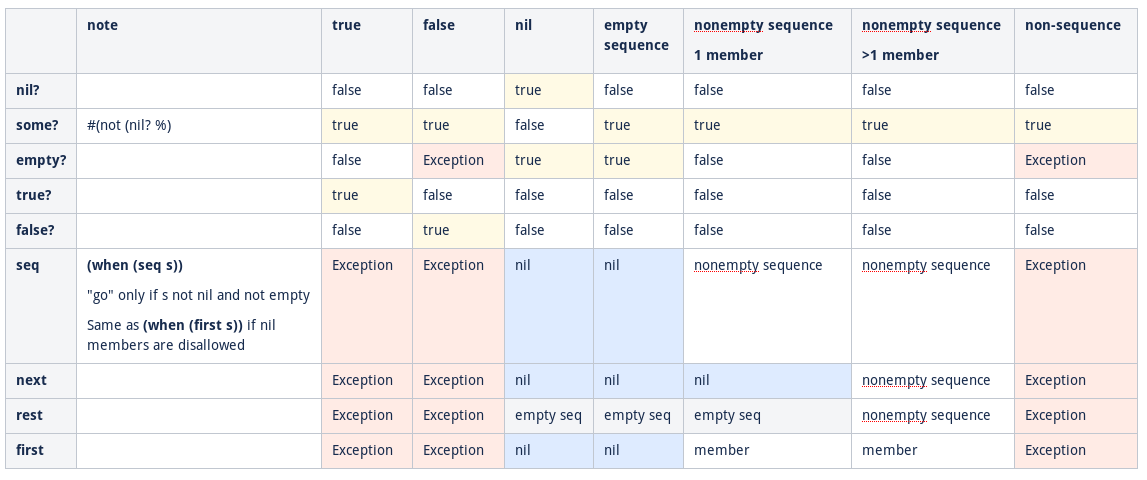 note true false nil empty sequence nonempty sequence 1 member nonempty sequence >1 member non-sequence
nil? false false true false false false false
some? #(not (nil? %) true true false true true true true
empty? false Exception true true false false Exception
true? true false false false false false false
false? false true false false false false false
seq (when (seq s)) Exception Exception nil nil nonempty sequence nonempty sequence Exception
"go" only if s not nil and not empty
Same as (when (first s)) if nil
members are disallowed
next Exception Exception nil nil nil nonempty sequence Exception
rest Exception Exception empty seq empty seq empty seq nonempty sequence Exception
first Exception Exception nil nil member member Exception